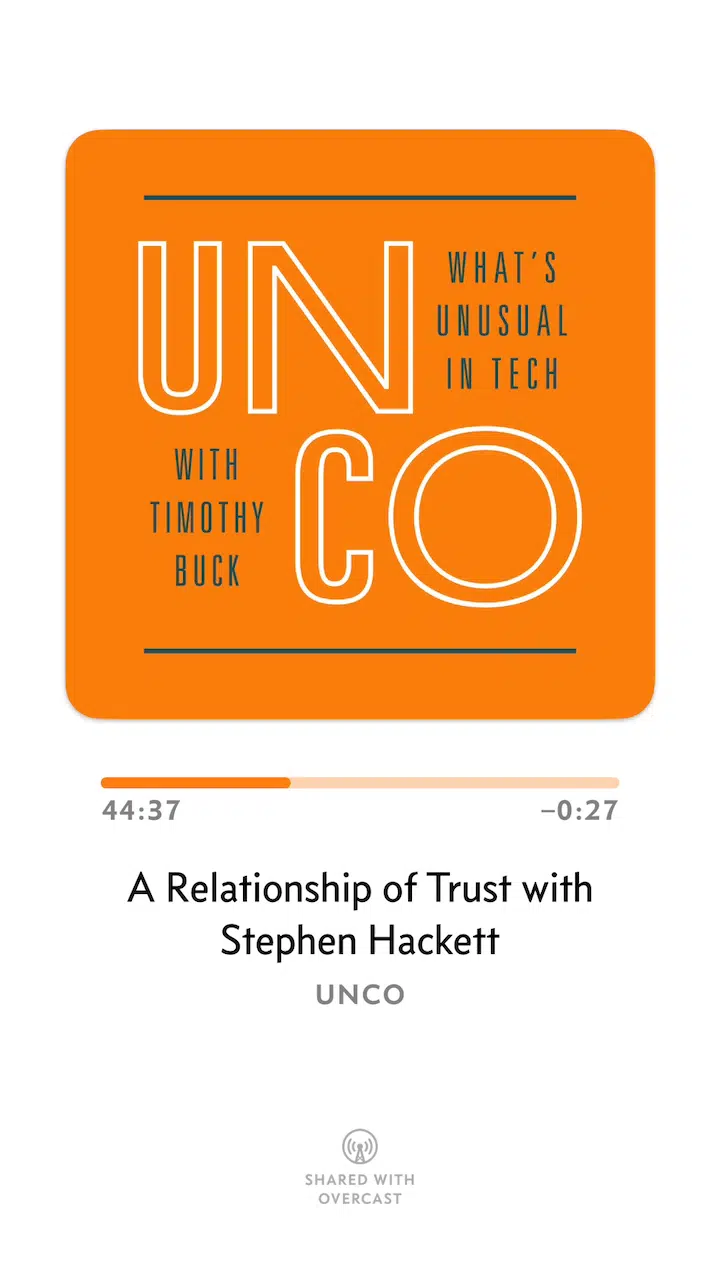 UN
WHAT'S
UNUSUAL
IN TECH
WITH
TIMOTHY
BUCK
CO
44:37
–0:27
A Relationship of Trust with
Stephen Hackett
UNCO
SHARED WITH
OVERCAST